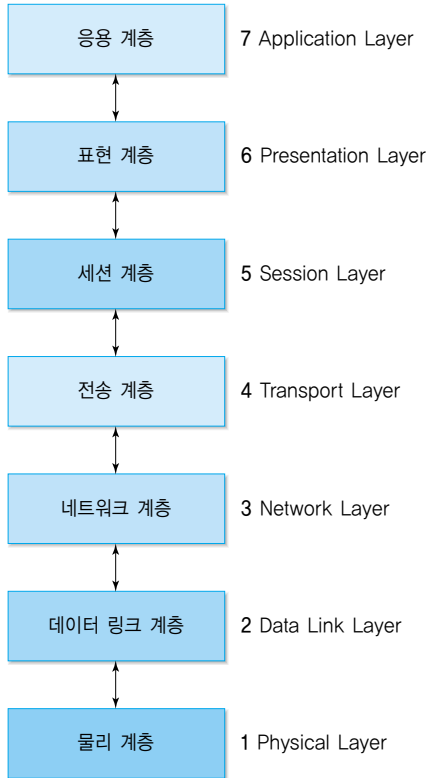 응용 계층 7 Application Layer
표현 계층 6 Presentation Layer
세션 계층 5 Session Layer
전송 계층 4 Transport Layer
네트워크 계층 3 Network Layer
데이터 링크 계층 2 Data Link Layer
물리 계층 1 Physical Layer